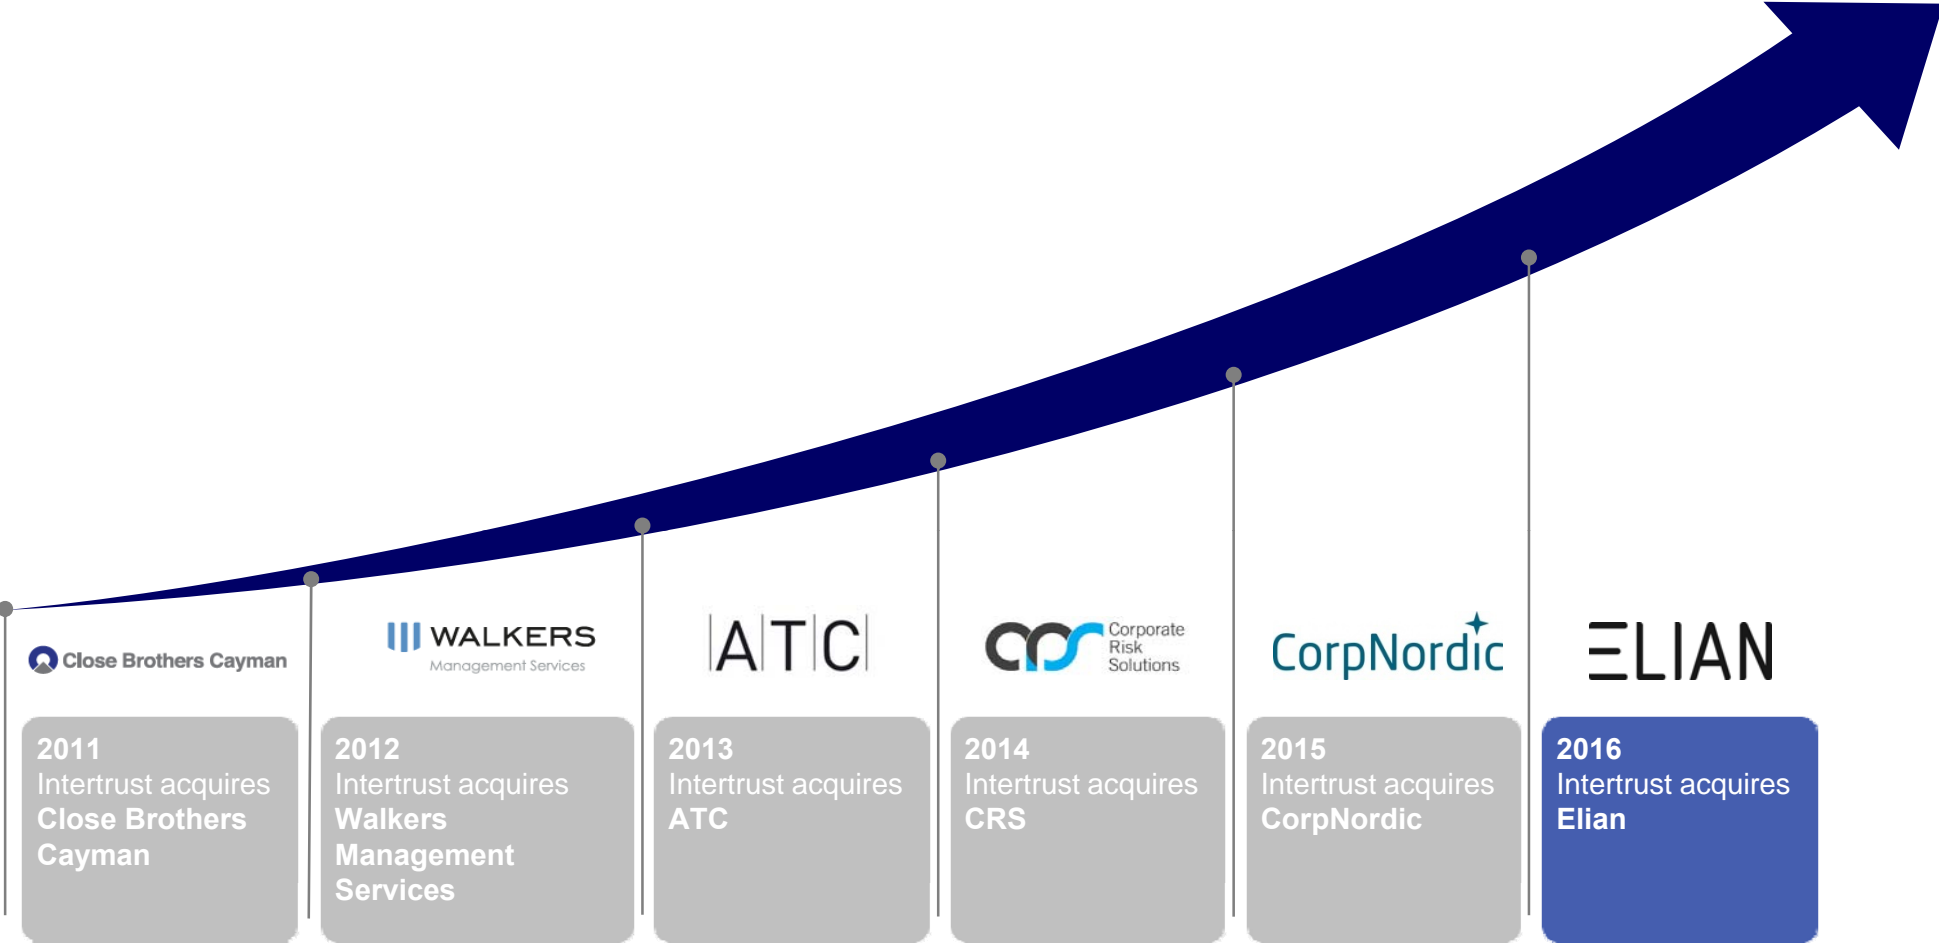 Close Brothers Cayman
WALKERS
Management Services
ATC
Corporate
Risk
Solutions
CorpNordic
ELIAN
2011
Intertrust acquires
Close Brothers
Cayman
2012
Intertrust acquires
Walkers
Management
Services
2013
Intertrust acquires
ATC
2014
Intertrust acquires
CRS
2015
Intertrust acquires
CorpNordic
2016
Intertrust acquires
Elian